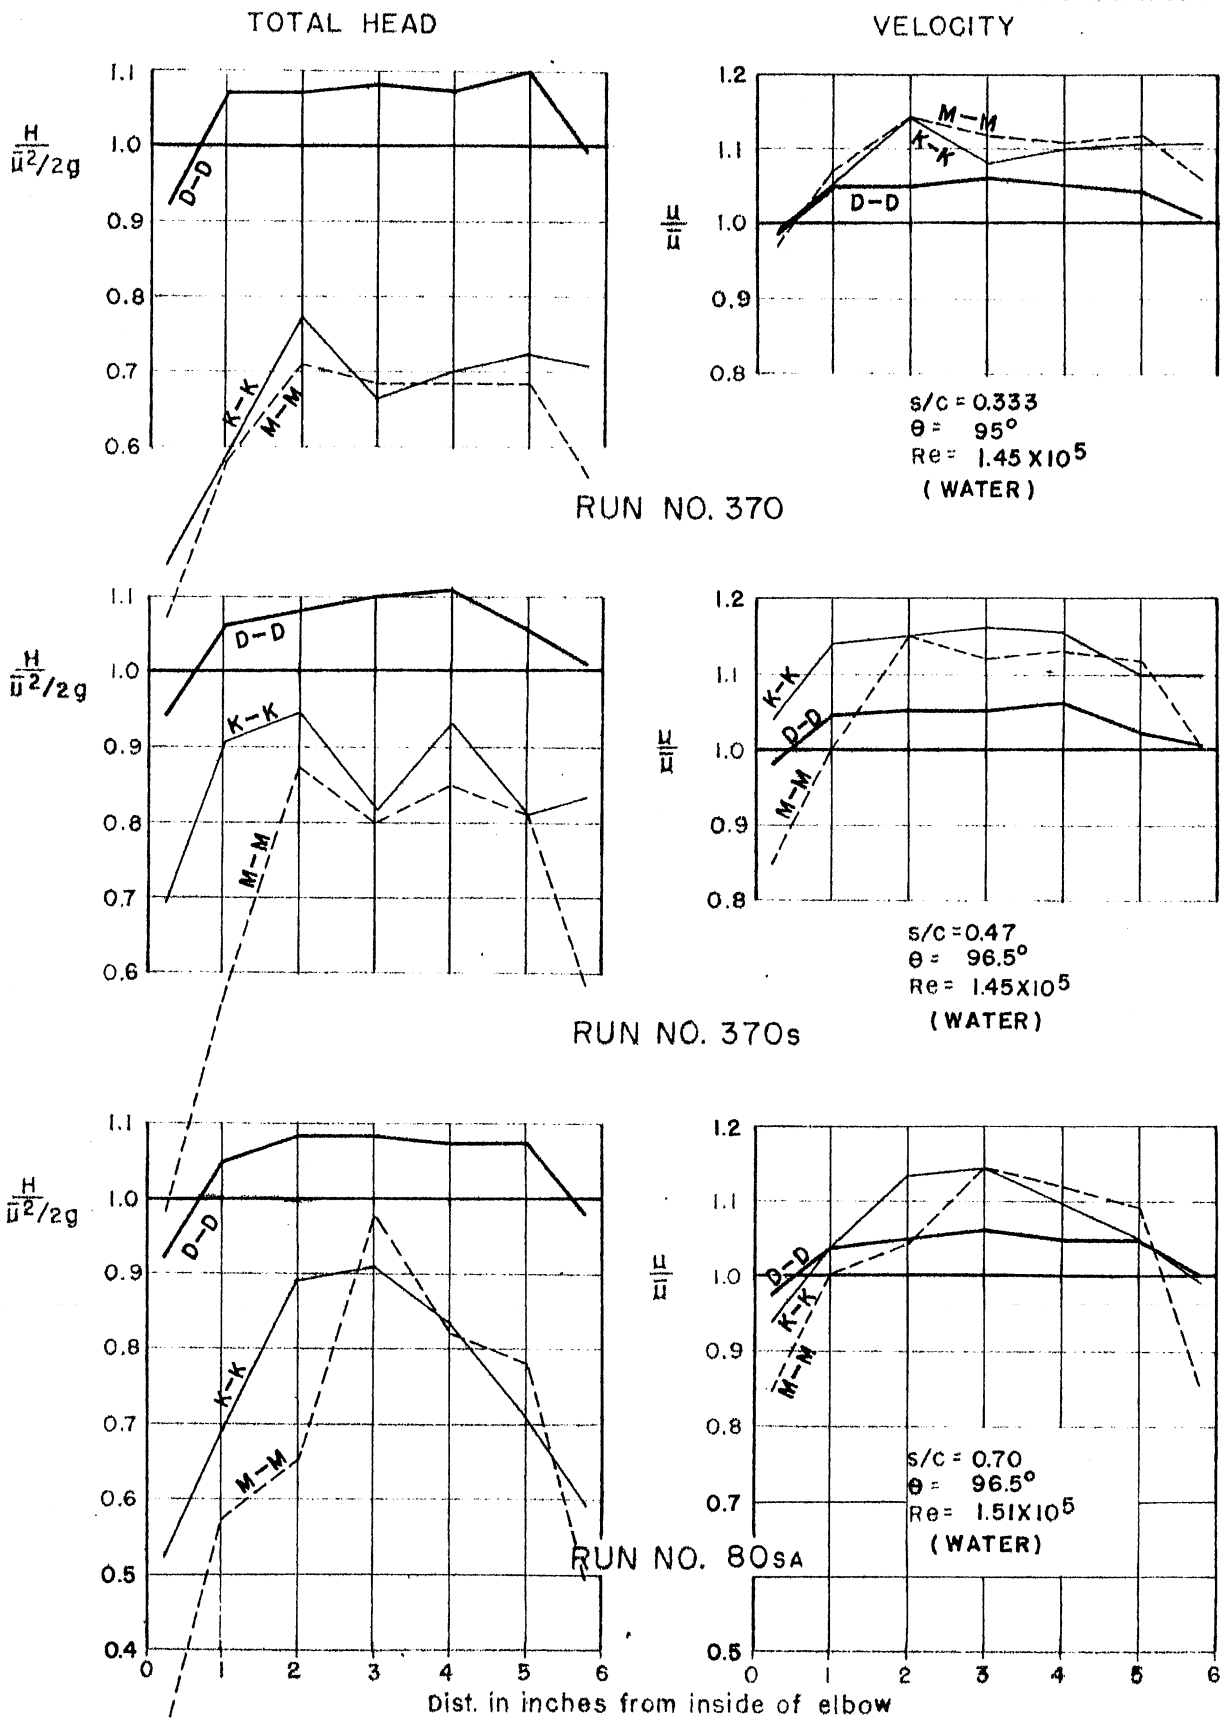 TOTAL HEAD
VELOCITY
1.1
1.0
0.9
0.8
0.7
0.6
H
ū²/2g
D-D
K-K
M-M
1.2
1.1
1.0
0.9
0.8
u
ū
M-M
K-K
D-D
s/c = 0.333
θ = 95°
Re = 1.45 X 10⁵
(WATER)
RUN NO. 370
1.1
1.0
0.9
0.8
0.7
0.6
H
ū²/2g
D-D
K-K
M-M
1.2
1.1
1.0
0.9
0.8
u
ū
K-K
D-D
M-M
s/c = 0.47
θ = 96.5°
Re = 1.45X10⁵
(WATER)
RUN NO. 370s
1.1
1.0
0.9
0.8
0.7
0.6
0.5
0.4
H
ū²/2g
D-D
K-K
M-M
0 1 2 3 4 5 6
1.2
1.1
1.0
0.9
0.8
0.7
0.5
u
ū
D-D
K-K
M-M
s/c = 0.70
θ = 96.5°
Re = 1.51X10⁵
(WATER)
RUN NO. 80SA
0 1 2 3 4 5 6
Dist. in inches from inside of elbow